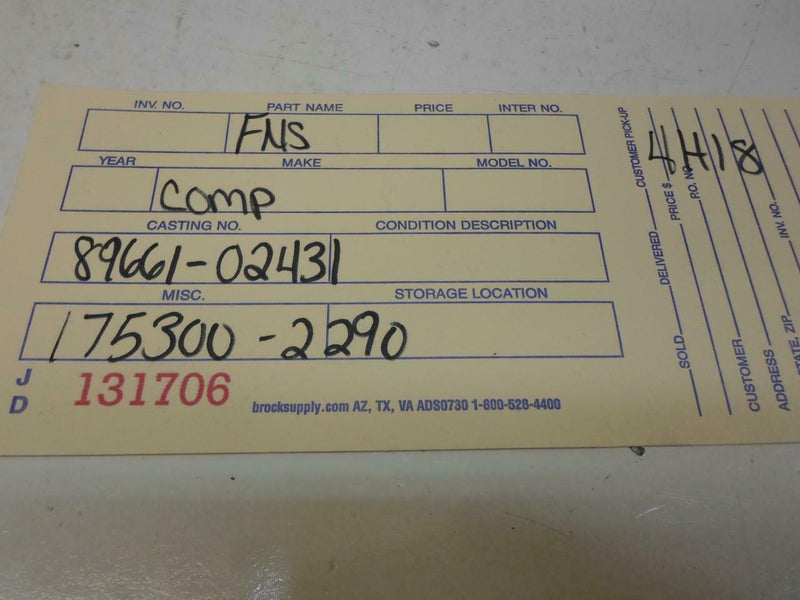 INV. NO. PART NAME PRICE INTER NO.
FNS
YEAR MAKE MODEL NO.
COMP
CASTING NO. CONDITION DESCRIPTION
89661-02431
MISC. STORAGE LOCATION
175300-2290
J
D
131706
brocksupply.com AZ, TX, VA ADS0730 1-800-528-4400
4H18
SOLD DELIVERED CUSTOMER PICK-UP
PRICE $
P.O. NO.
CUSTOMER
ADDRESS INV. NO.
STATE, ZIP